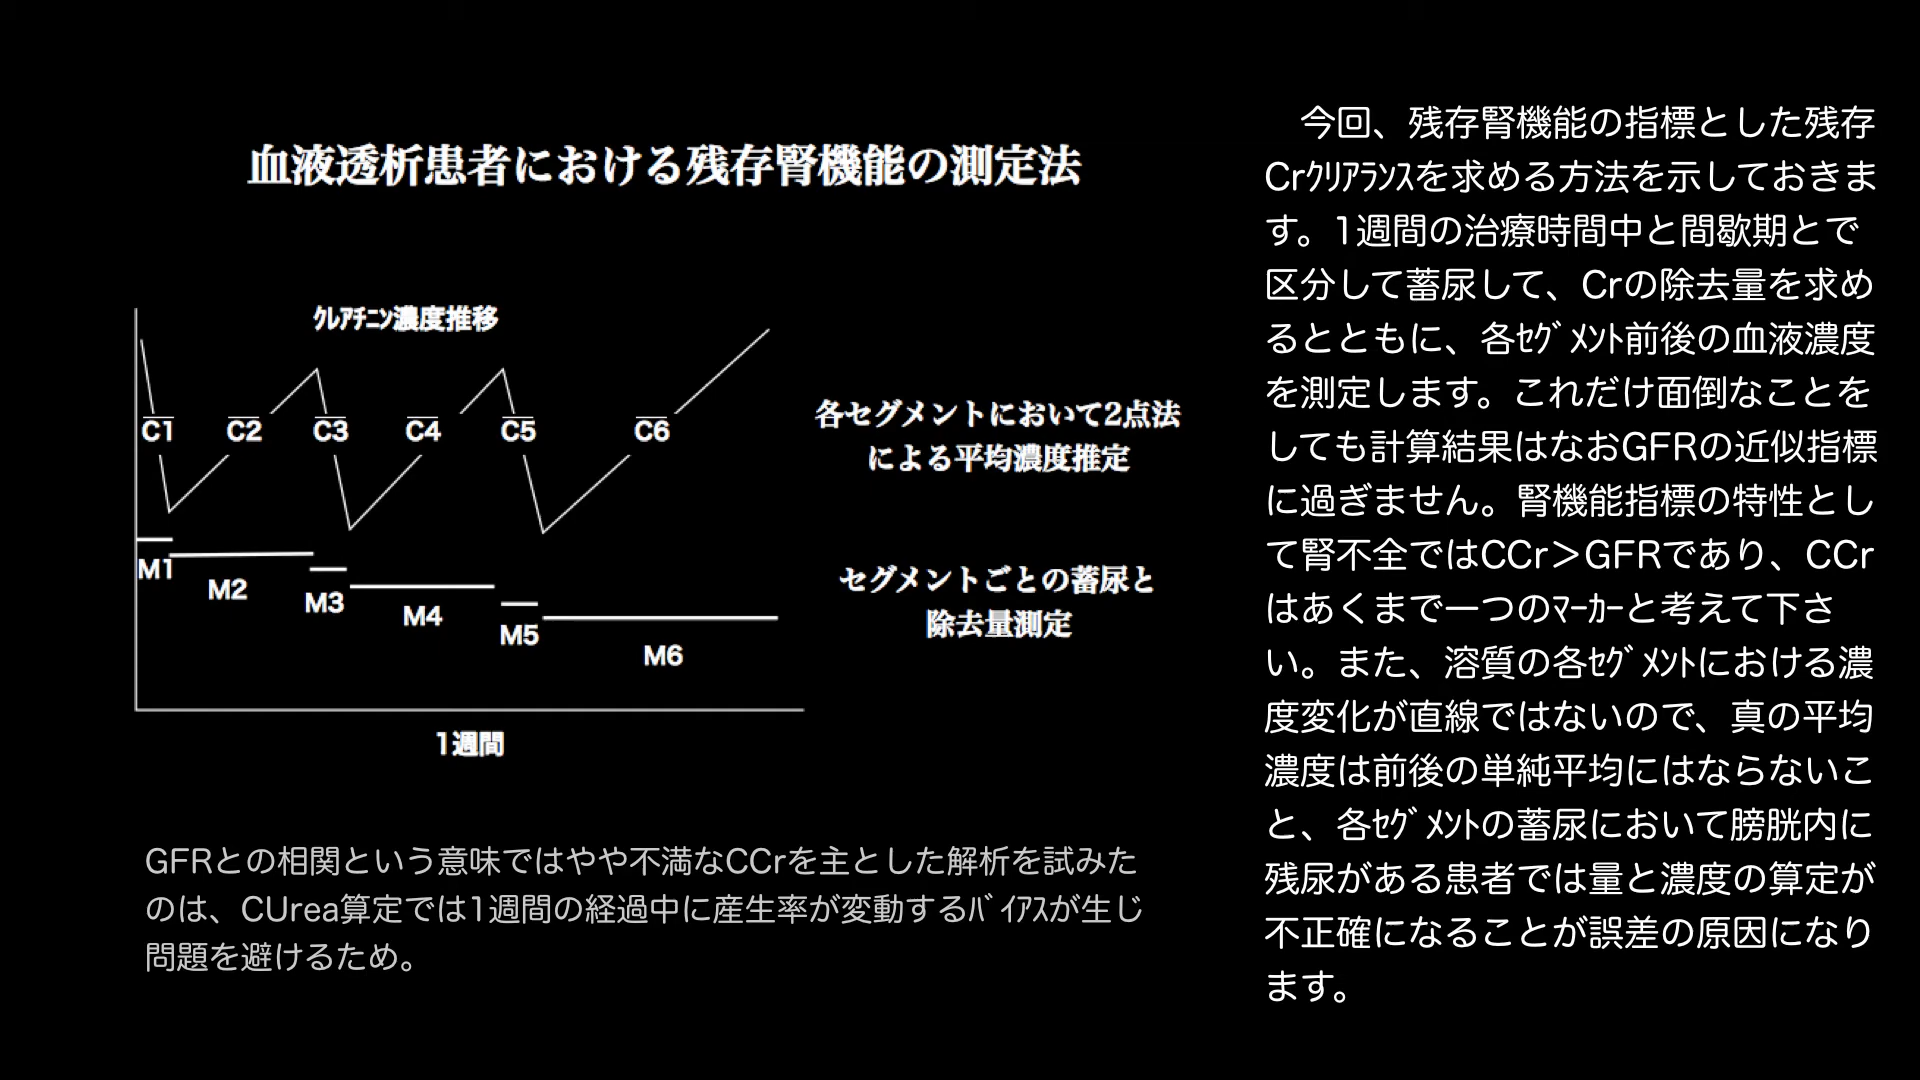 血液透析患者における残存腎機能の測定法
ｸﾚｱﾁﾆﾝ濃度推移
C1 C2 C3 C4 C5 C6
各セグメントにおいて2点法
による平均濃度推定
M1
M2
M3
M4
M5
M6
セグメントごとの蓄尿と
除去量測定
1週間
GFRとの相関という意味ではやや不満なCCrを主とした解析を試みた
のは、CUrea算定では1週間の経過中に産生率が変動するﾊﾞｲｱｽが生じ
問題を避けるため。
今回、残存腎機能の指標とした残存
Crｸﾘｱﾗﾝｽを求める方法を示しておきま
す。1週間の治療時間中と間歇期とで
区分して蓄尿して、Crの除去量を求め
るとともに、各ｾｸﾞﾒﾝﾄ前後の血液濃度
を測定します。これだけ面倒なことを
しても計算結果はなおGFRの近似指標
に過ぎません。腎機能指標の特性とし
て腎不全ではCCr＞GFRであり、CCr
はあくまで一つのﾏｰｶｰと考えて下さ
い。また、溶質の各ｾｸﾞﾒﾝﾄにおける濃
度変化が直線ではないので、真の平均
濃度は前後の単純平均にはならないこ
と、各ｾｸﾞﾒﾝﾄの蓄尿において膀胱内に
残尿がある患者では量と濃度の算定が
不正確になることが誤差の原因になり
ます。